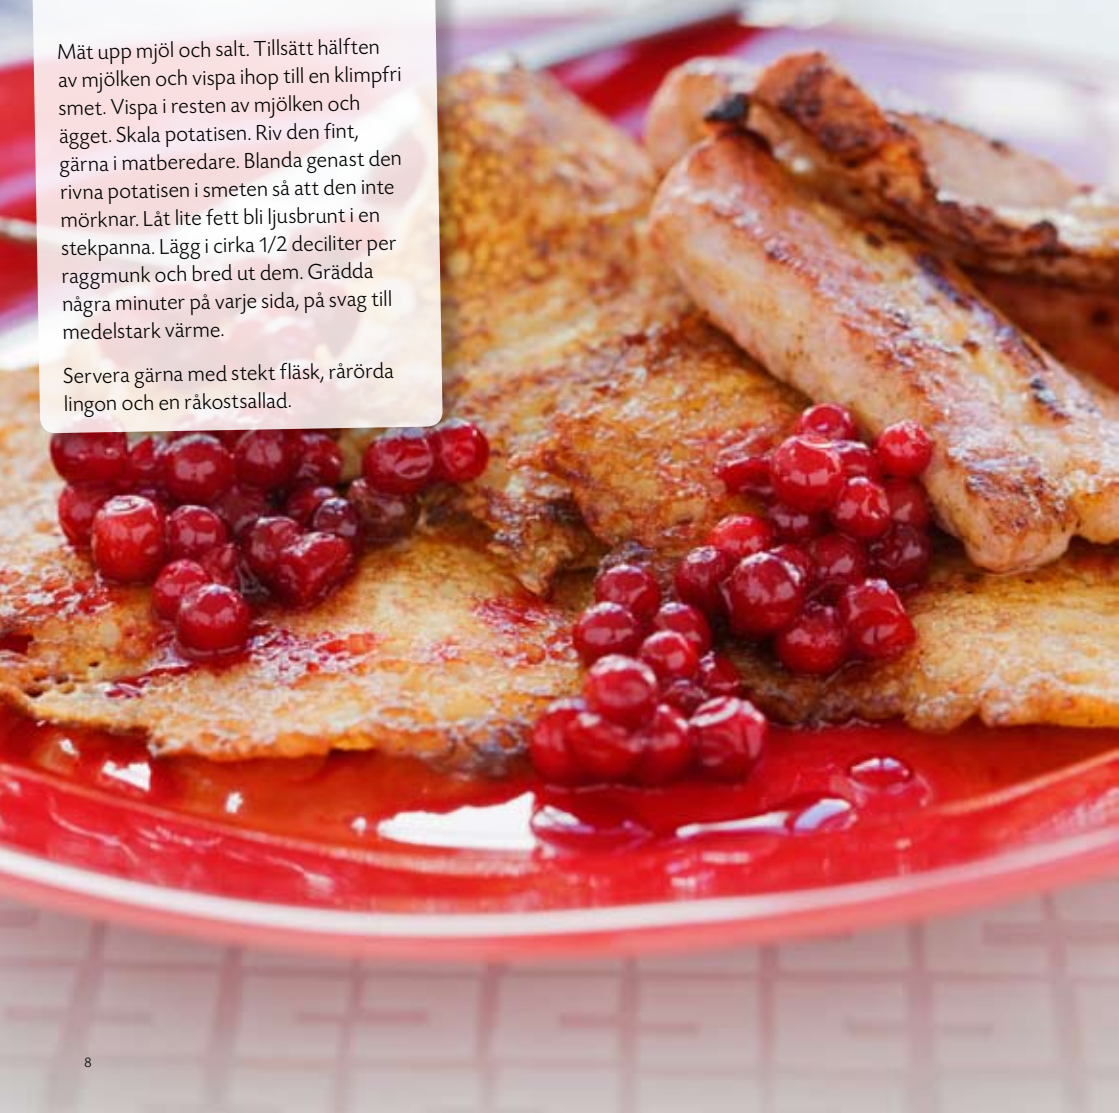 Mät upp mjöl och salt. Tillsätt hälften
av mjölken och vispa ihop till en klimpfri
smet. Vispa i resten av mjölken och
ägget. Skala potatisen. Riv den fint,
gärna i matberedare. Blanda genast den
rivna potatisen i smeten så att den inte
mörknar. Låt lite fett bli ljusbrunt i en
stekpanna. Lägg i cirka 1/2 deciliter per
raggmunk och bred ut dem. Grädda
några minuter på varje sida, på svag till
medelstark värme.
Servera gärna med stekt fläsk, rårörda
lingon och en råkostsallad.
8